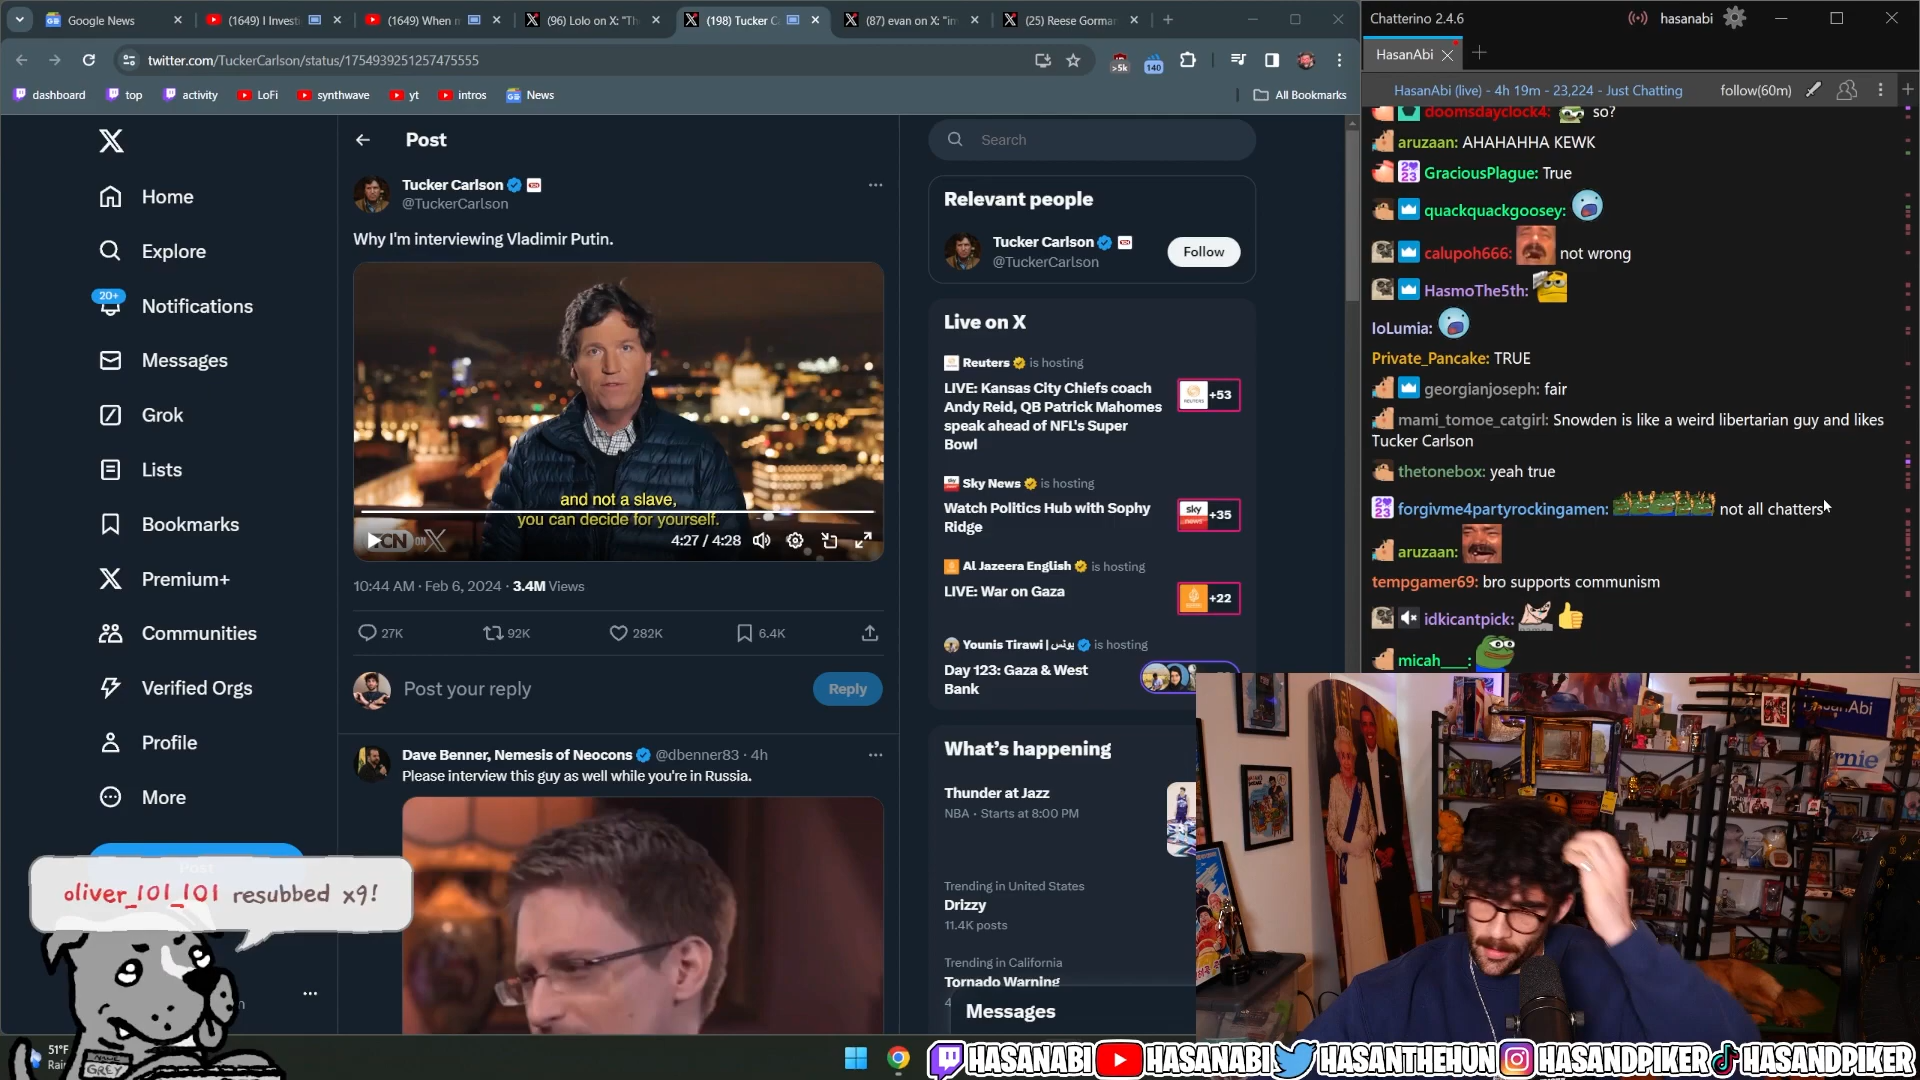 Google News
(1649) I Investi
(1649) When m
(96) Lolo on X: "Th
(198) Tucker C
(87) evan on X: "im
(25) Reese Gorma
twitter.com/TuckerCarlson/status/1754939251257475555
>5k
140
dashboard
top
activity
LoFi
synthwave
yt
intros
News
All Bookmarks
Home
Explore
20+
Notifications
Messages
Grok
Lists
Bookmarks
Premium+
Communities
Verified Orgs
Profile
More
Post
Tucker Carlson
@TuckerCarlson
Why I'm interviewing Vladimir Putin.
and not a slave,
you can decide for yourself.
4:27 / 4:28
10:44 AM · Feb 6, 2024 · 3.4M Views
27K
92K
282K
6.4K
Post your reply
Reply
Dave Benner, Nemesis of Neocons @dbenner83 · 4h
Please interview this guy as well while you're in Russia.
Search
Relevant people
Tucker Carlson
@TuckerCarlson
Follow
Live on X
Reuters is hosting
LIVE: Kansas City Chiefs coach
Andy Reid, QB Patrick Mahomes
speak ahead of NFL's Super
Bowl
+53
Sky News is hosting
Watch Politics Hub with Sophy
Ridge
+35
Al Jazeera English is hosting
LIVE: War on Gaza
+22
Younis Tirawi | يونس is hosting
Day 123: Gaza & West
Bank
What's happening
Thunder at Jazz
NBA · Starts at 8:00 PM
Trending in United States
Drizzy
11.4K posts
Trending in California
Tornado Warning
Messages
Chatterino 2.4.6
hasanabi
HasanAbi
HasanAbi (live) - 4h 19m - 23,224 - Just Chatting
follow(60m)
doomsdayclock4: so?
aruzaan: AHAHAHHA KEWK
GraciousPlague: True
quackquackgoosey:
calupoh666: not wrong
HasmoThe5th:
IoLumia:
Private_Pancake: TRUE
georgianjoseph: fair
mami_tomoe_catgirl: Snowden is like a weird libertarian guy and likes
Tucker Carlson
thetonebox: yeah true
forgivme4partyrockingamen: not all chatters
aruzaan:
tempgamer69: bro supports communism
idkicantpick:
micah____:
oliver_101_101 resubbed x9!
GREY
51°F
HASANABI
HASANABI
HASANTHEHUN
HASANDPIKER
HASANDPIKER